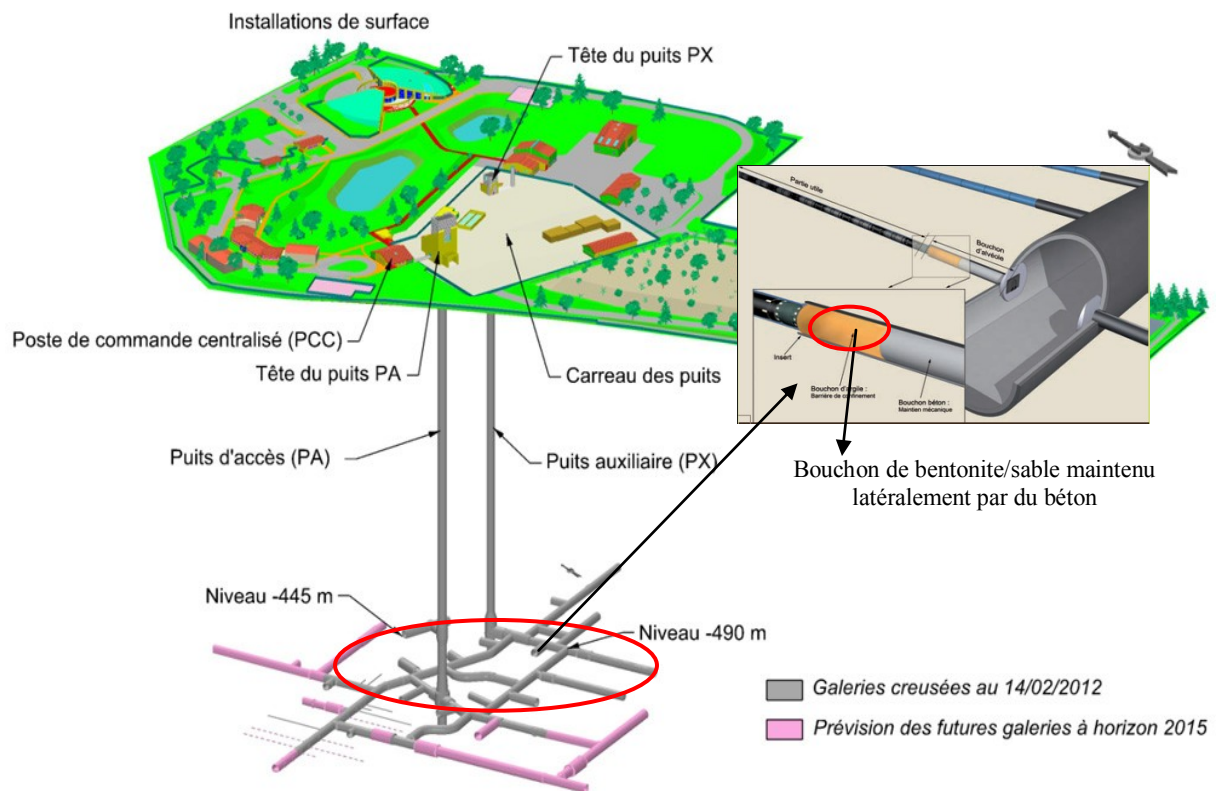 Installations de surface
Tête du puits PX
Partie utile
Bouchon
d'alvéole
Insert
Bouchon d'argile :
Barrière de confinement
Bouchon béton :
Maintien mécanique
Poste de commande centralisé (PCC)
Tête du puits PA
Carreau des puits
Puits d'accès (PA)
Puits auxiliaire (PX)
Bouchon de bentonite/sable maintenu
latéralement par du béton
Niveau -445 m
Niveau -490 m
Galeries creusées au 14/02/2012
Prévision des futures galeries à horizon 2015